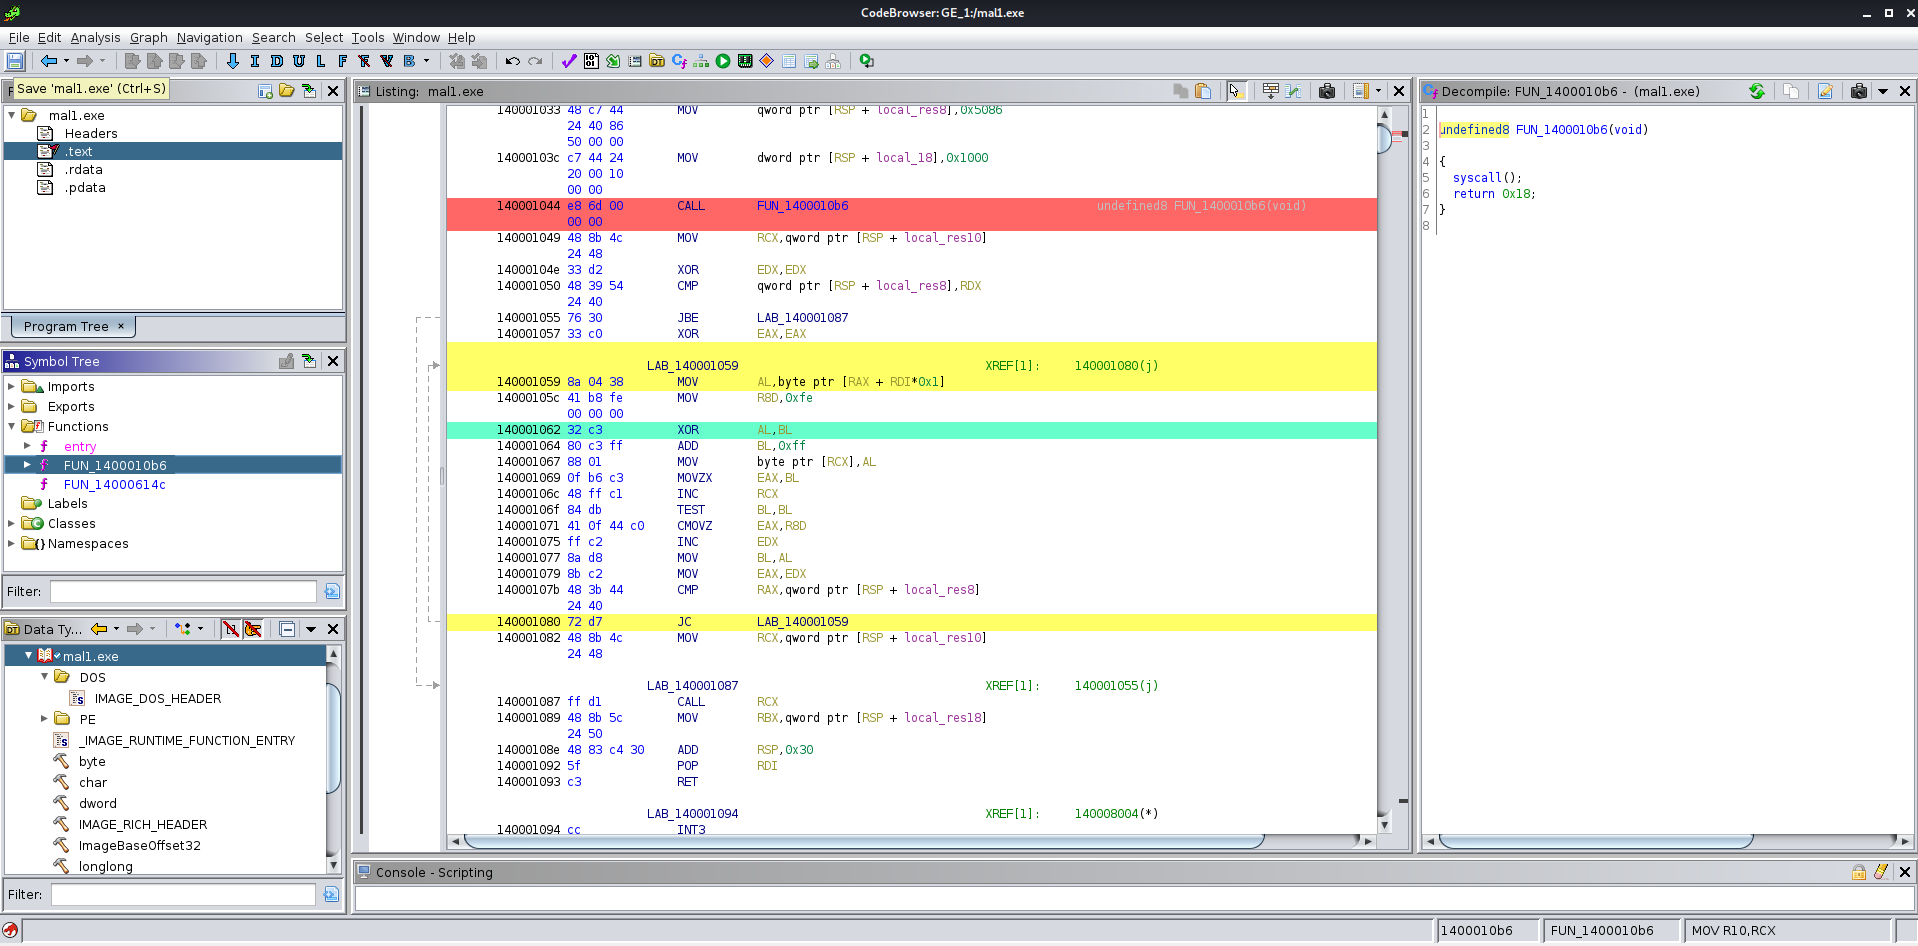 CodeBrowser: GE_1:/mal1.exe
File Edit Analysis Graph Navigation Search Select Tools Window Help
I D U L F B
Save 'mal1.exe' (Ctrl+S)
mal1.exe
Headers
.text
.rdata
.pdata
Program Tree ×
Symbol Tree
Imports
Exports
Functions
entry
FUN_1400010b6
FUN_14000614c
Labels
Classes
Namespaces
Filter:
Data Ty...
mal1.exe
DOS
IMAGE_DOS_HEADER
PE
_IMAGE_RUNTIME_FUNCTION_ENTRY
byte
char
dword
IMAGE_RICH_HEADER
ImageBaseOffset32
longlong
Filter:
Listing: mal1.exe
140001033 48 c7 44 MOV qword ptr [RSP + local_res8],0x5086
24 40 86
50 00 00
14000103c c7 44 24 MOV dword ptr [RSP + local_18],0x1000
20 00 10
00 00
140001044 e8 6d 00 CALL FUN_1400010b6 undefined8 FUN_1400010b6(void)
00 00
140001049 48 8b 4c MOV RCX,qword ptr [RSP + local_res10]
24 48
14000104e 33 d2 XOR EDX,EDX
140001050 48 39 54 CMP qword ptr [RSP + local_res8],RDX
24 40
140001055 76 30 JBE LAB_140001087
140001057 33 c0 XOR EAX,EAX
LAB_140001059 XREF[1]: 140001080(j)
140001059 8a 04 38 MOV AL,byte ptr [RAX + RDI*0x1]
14000105c 41 b8 fe MOV R8D,0xfe
00 00 00
140001062 32 c3 XOR AL,BL
140001064 80 c3 ff ADD BL,0xff
140001067 88 01 MOV byte ptr [RCX],AL
140001069 0f b6 c3 MOVZX EAX,BL
14000106c 48 ff c1 INC RCX
14000106f 84 db TEST BL,BL
140001071 41 0f 44 c0 CMOVZ EAX,R8D
140001075 ff c2 INC EDX
140001077 8a d8 MOV BL,AL
140001079 8b c2 MOV EAX,EDX
14000107b 48 3b 44 CMP RAX,qword ptr [RSP + local_res8]
24 40
140001080 72 d7 JC LAB_140001059
140001082 48 8b 4c MOV RCX,qword ptr [RSP + local_res10]
24 48
LAB_140001087 XREF[1]: 140001055(j)
140001087 ff d1 CALL RCX
140001089 48 8b 5c MOV RBX,qword ptr [RSP + local_res18]
24 50
14000108e 48 83 c4 30 ADD RSP,0x30
140001092 5f POP RDI
140001093 c3 RET
LAB_140001094 XREF[1]: 140008004(*)
140001094 cc INT3
Decompile: FUN_1400010b6 - (mal1.exe)
1
2 undefined8 FUN_1400010b6(void)
3
4 {
5 syscall();
6 return 0x18;
7 }
8
Console - Scripting
1400010b6 FUN_1400010b6 MOV R10,RCX